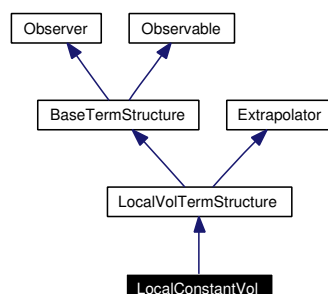 Observer Observable
BaseTermStructure Extrapolator
LocalVolTermStructure
LocalConstantVol